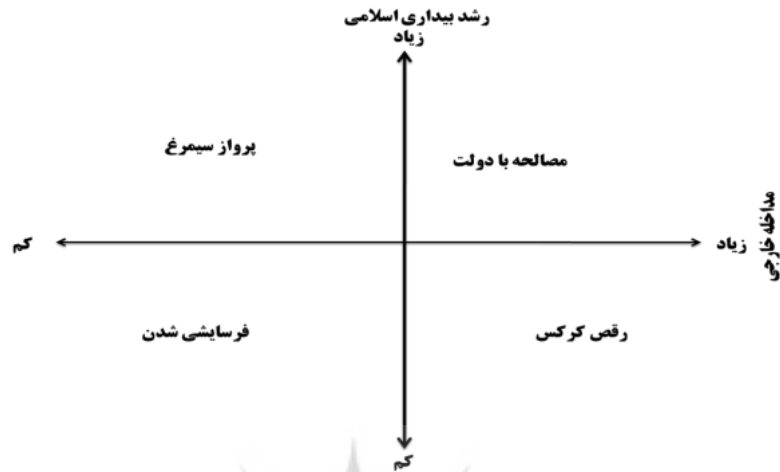 رشد بیداری اسلامی
زیاد
پرواز سیمرغ
مصالحه با دولت
مداخله خارجی
زیاد
کم
رقص کرکس
فرسایشی شدن
کم